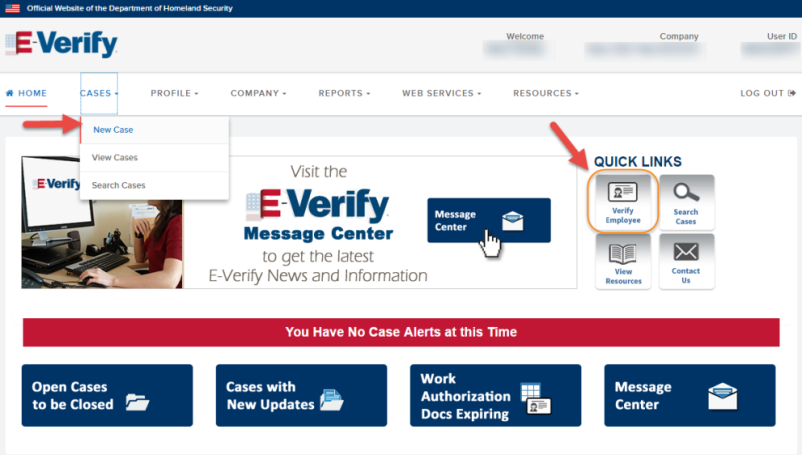 Official Website of the Department of Homeland Security
E-Verify
Welcome
Company
User ID
HOME
CASES
PROFILE
COMPANY
REPORTS
WEB SERVICES
RESOURCES
LOG OUT
New Case
View Cases
Search Cases
E-Verify
Visit the
E-Verify
Message Center
to get the latest
E-Verify News and Information
Message
Center
QUICK LINKS
Verify
Employee
Search
Cases
View
Resources
Contact
Us
You Have No Case Alerts at this Time
Open Cases
to be Closed
Cases with
New Updates
Work
Authorization
Docs Expiring
Message
Center